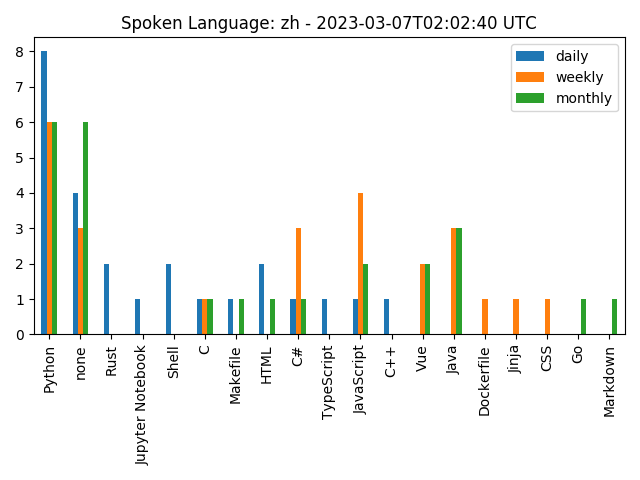 Spoken Language: zh - 2023-03-07T02:02:40 UTC
daily
weekly
monthly
8
7
6
5
4
3
2
1
0
Python
none
Rust
Jupyter Notebook
Shell
C
Makefile
HTML
C#
TypeScript
JavaScript
C++
Vue
Java
Dockerfile
Jinja
CSS
Go
Markdown